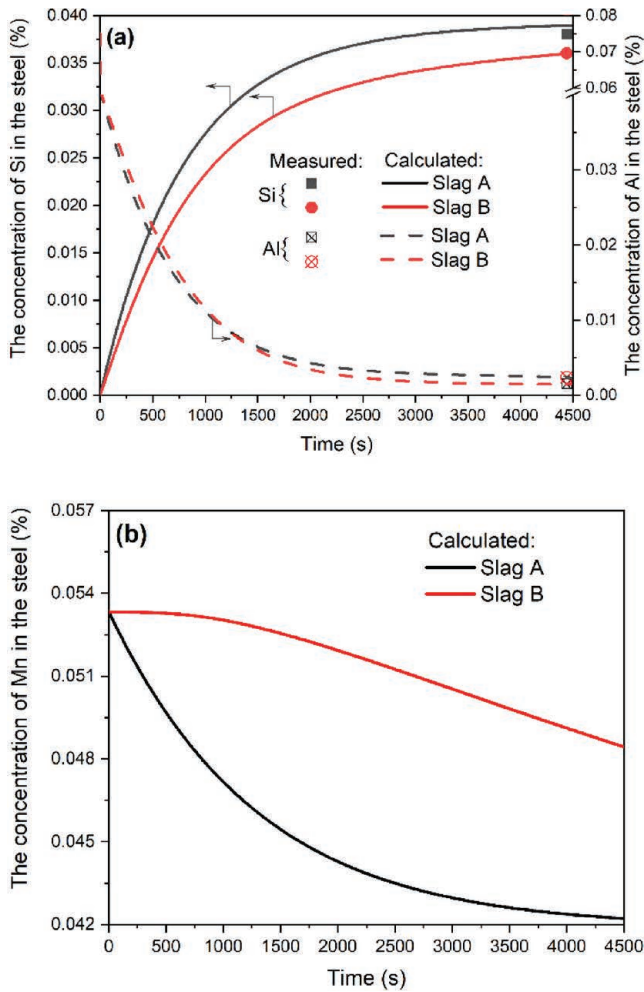 (a)
The concentration of Si in the steel (%)
0.040
0.035
0.030
0.025
0.020
0.015
0.010
0.005
0.000
0.08
0.07
0.06
0.03
0.02
0.01
0.00
The concentration of Al in the steel (%)
Measured: Calculated:
Si{ Slag A
Slag B
Al{ Slag A
Slag B
0 500 1000 1500 2000 2500 3000 3500 4000 4500
Time (s)
(b)
The concentration of Mn in the steel (%)
0.057
0.054
0.051
0.048
0.045
0.042
Calculated:
Slag A
Slag B
0 500 1000 1500 2000 2500 3000 3500 4000 4500
Time (s)